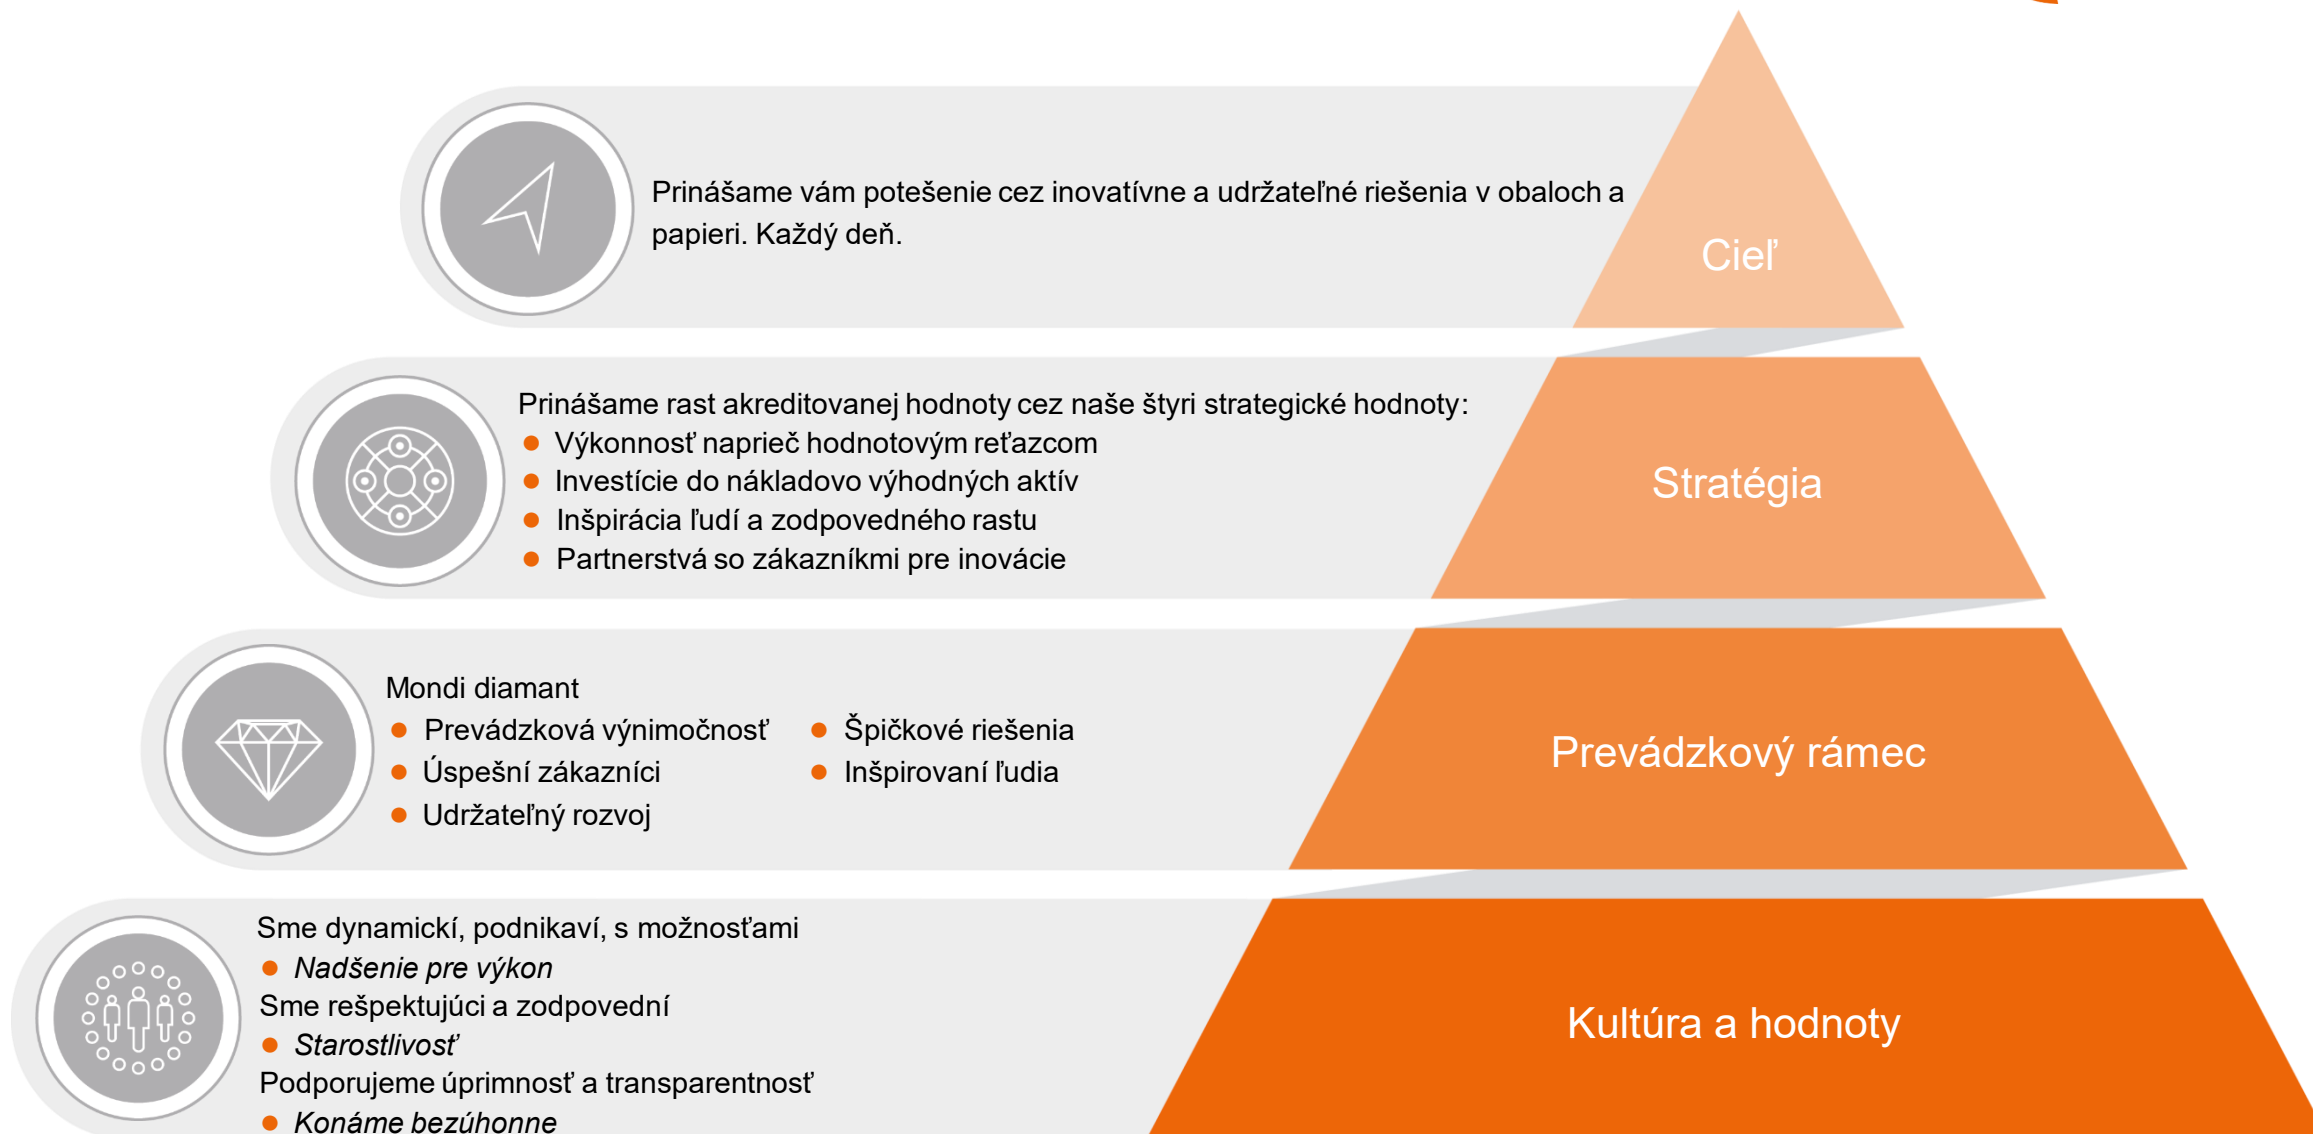 Prinášame vám potešenie cez inovatívne a udržateľné riešenia v obaloch a
papieri. Každý deň.
Cieľ
Prinášame rast akreditovanej hodnoty cez naše štyri strategické hodnoty:
Výkonnosť naprieč hodnotovým reťazcom
Investície do nákladovo výhodných aktív
Inšpirácia ľudí a zodpovedného rastu
Partnerstvá so zákazníkmi pre inovácie
Stratégia
Mondi diamant
Prevádzková výnimočnosť
Úspešní zákazníci
Udržateľný rozvoj
Špičkové riešenia
Inšpirovaní ľudia
Prevádzkový rámec
Sme dynamickí, podnikaví, s možnosťami
Nadšenie pre výkon
Sme rešpektujúci a zodpovední
Starostlivosť
Podporujeme úprimnosť a transparentnosť
Konáme bezúhonne
Kultúra a hodnoty